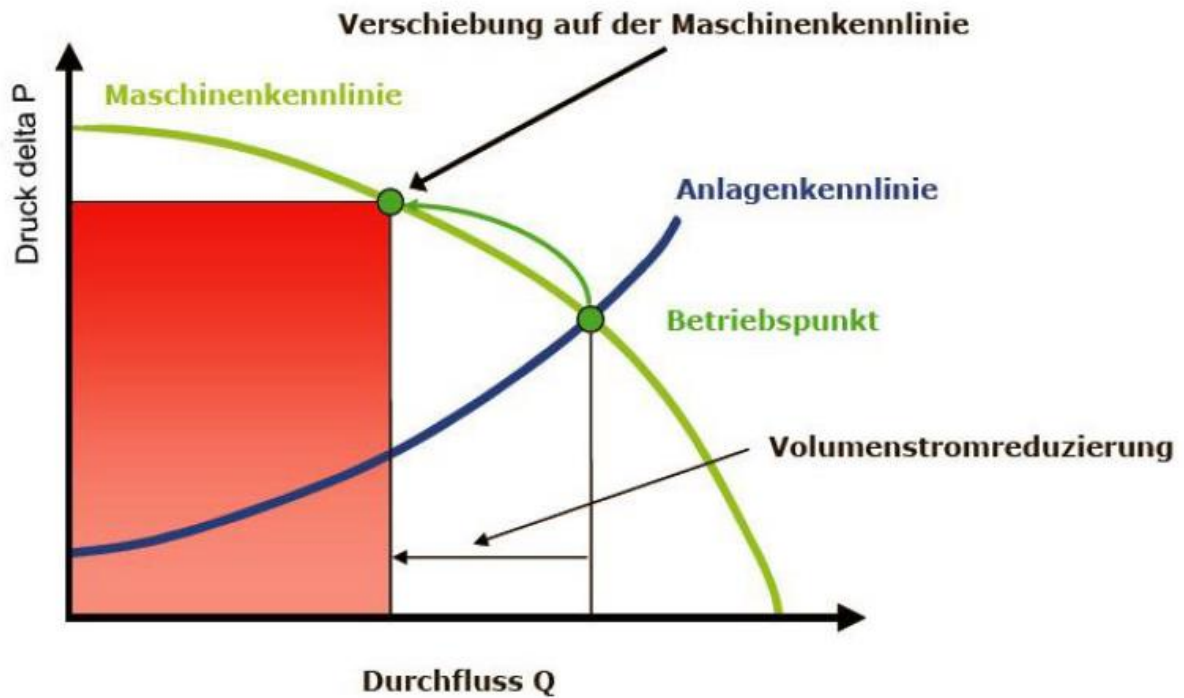 Verschiebung auf der Maschinenkennlinie
Maschinenkennlinie
Druck delta P
Anlagenkennlinie
Betriebspunkt
Volumenstromreduzierung
Durchfluss Q